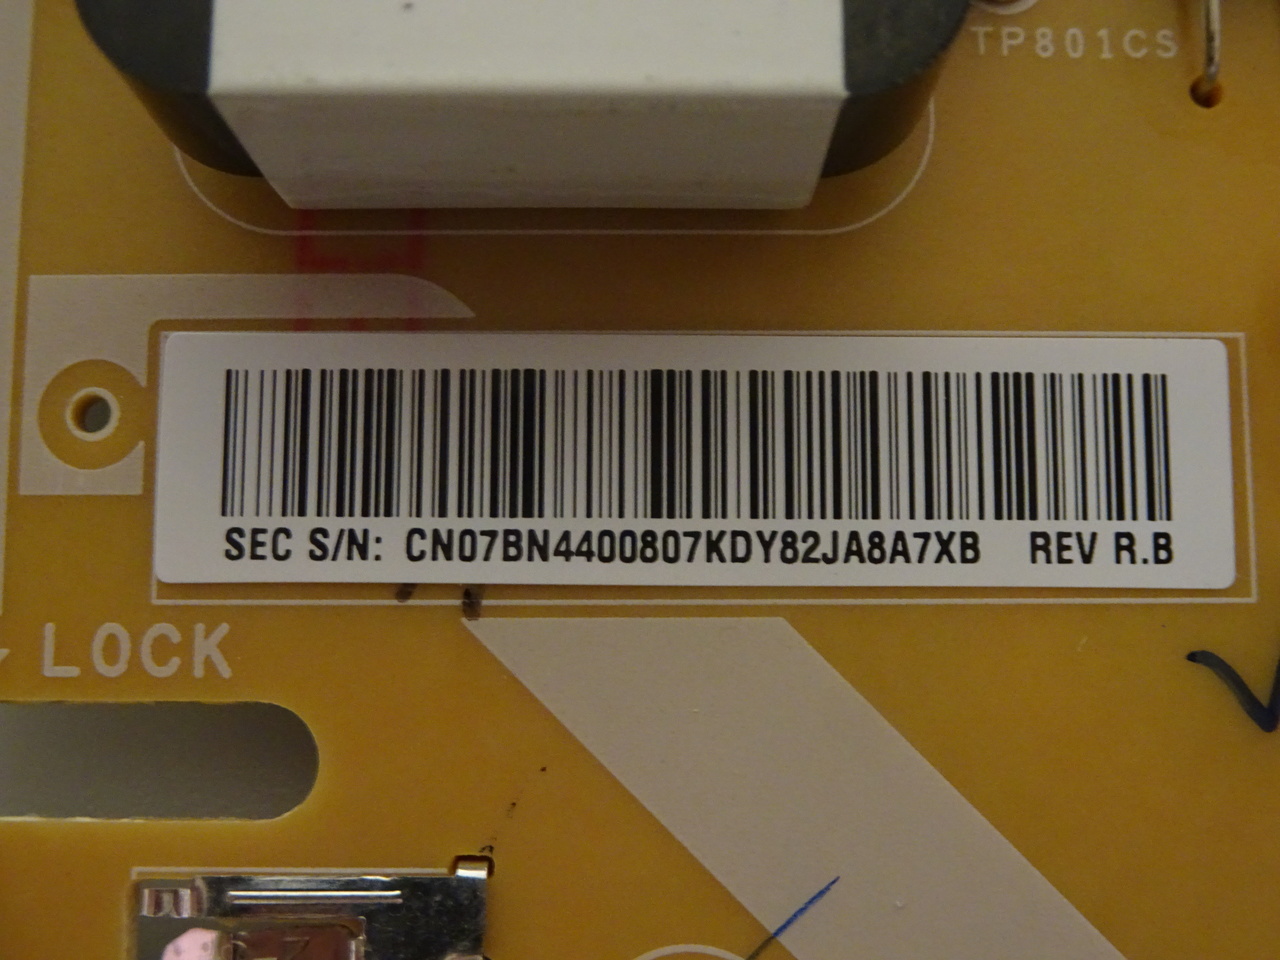 TP801CS
SEC S/N: CN07BN4400807KDY82JA8A7XB REV R.B
LOCK